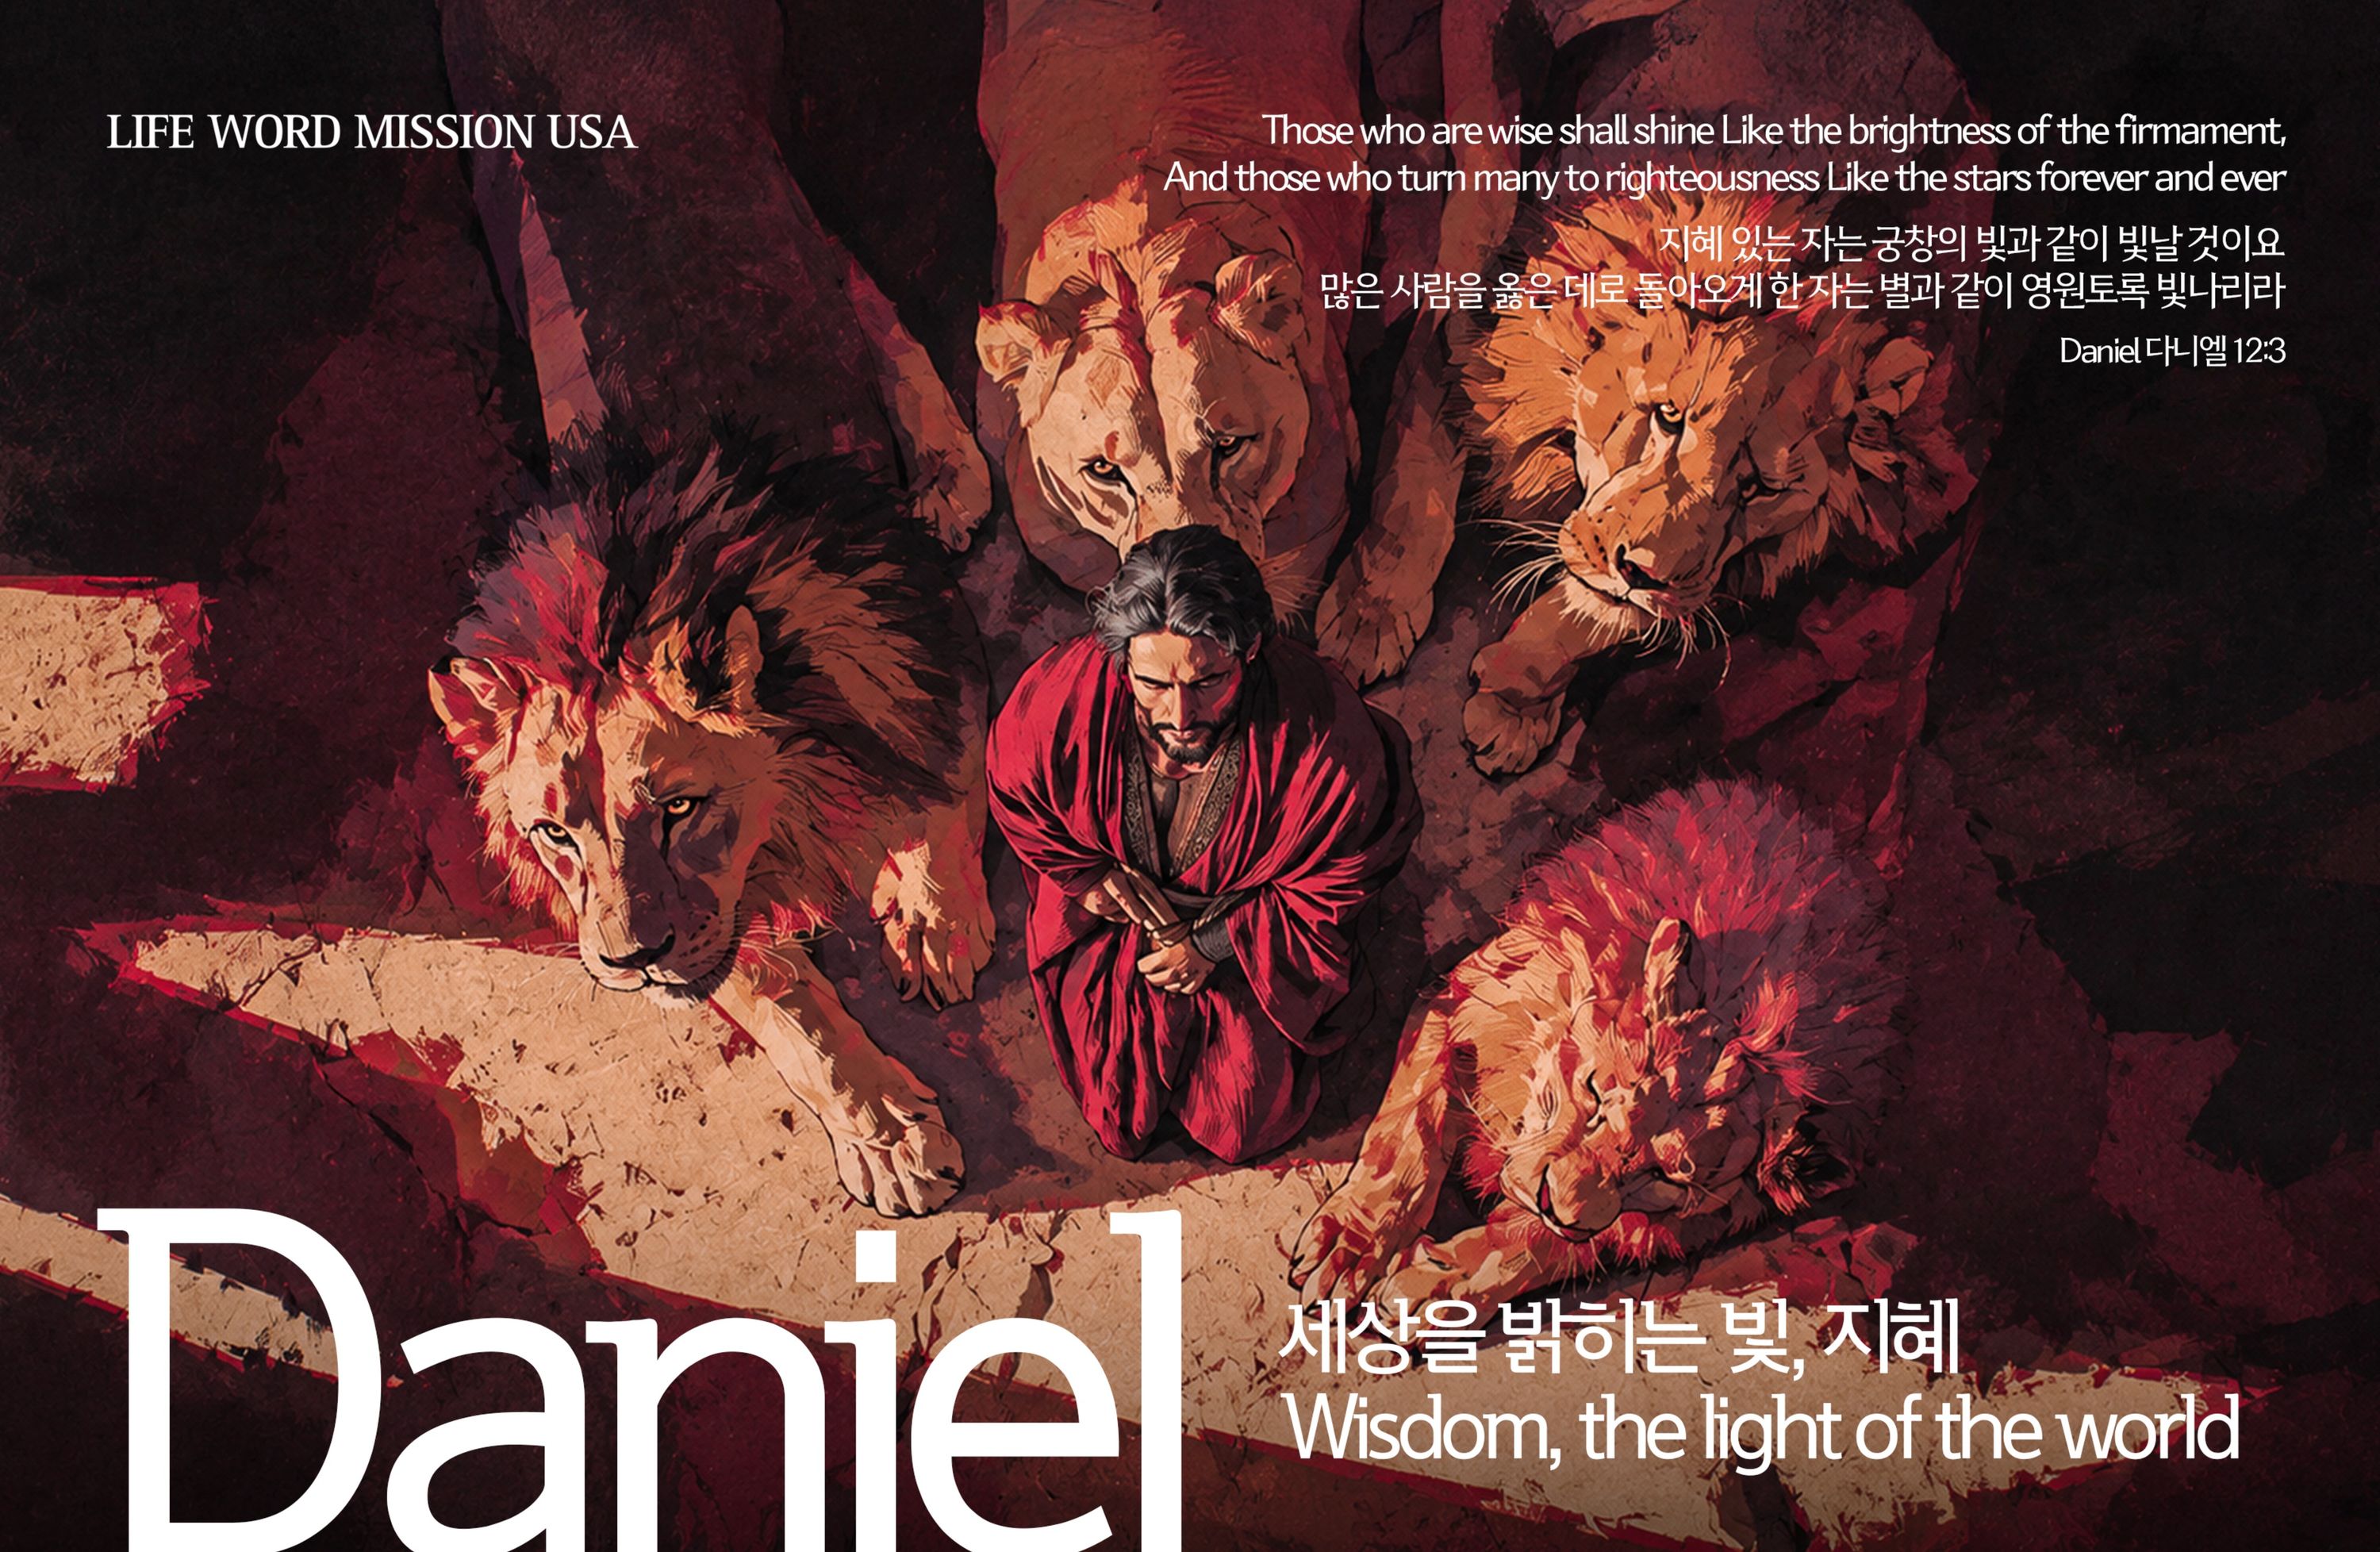 LIFE WORD MISSION USA
Those who are wise shall shine Like the brightness of the firmament,
And those who turn many to righteousness Like the stars forever and ever
지혜 있는 자는 궁창의 빛과 같이 빛날 것이요
많은 사람을 옳은 데로 돌아오게 한 자는 별과 같이 영원토록 빛나리라
Daniel 다니엘 12:3
Daniel
세상을 밝히는 빛, 지혜
Wisdom, the light of the world